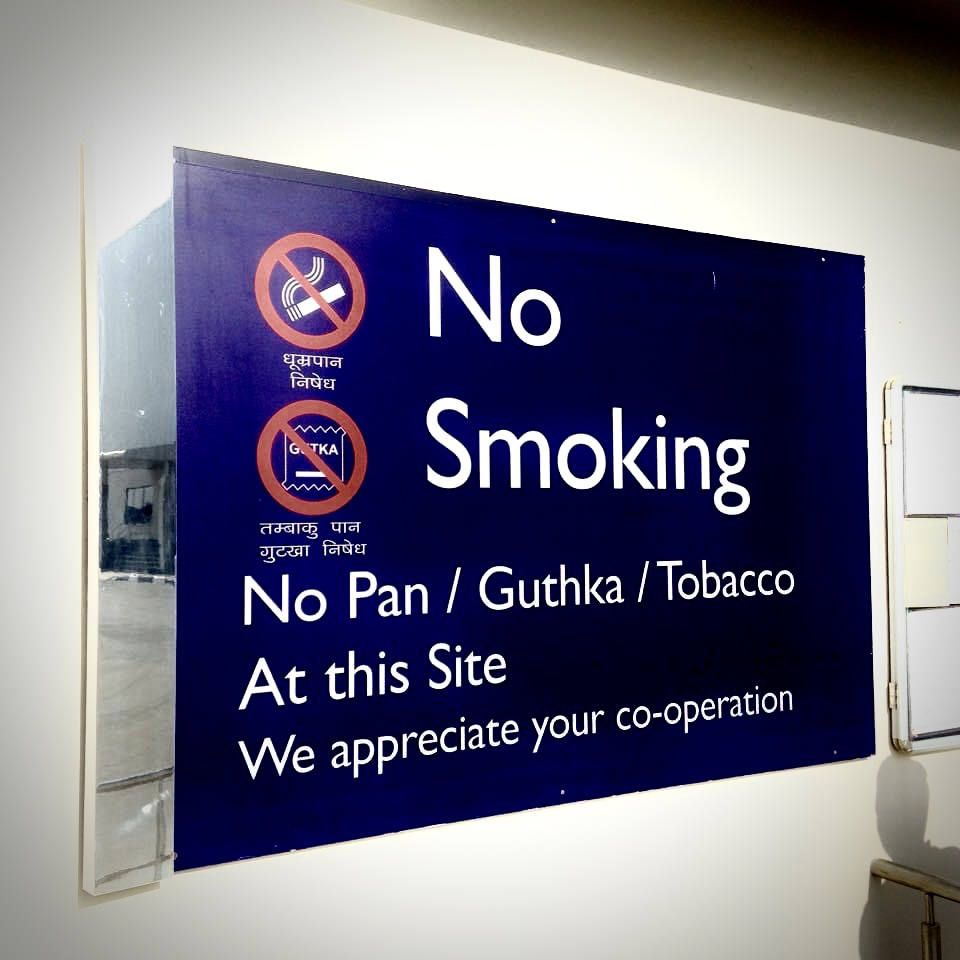 No
Smoking
धूम्रपान
निषेध
GUTKA
तम्बाकु पान
गुटखा निषेध
No Pan / Guthka / Tobacco
At this Site
We appreciate your co-operation